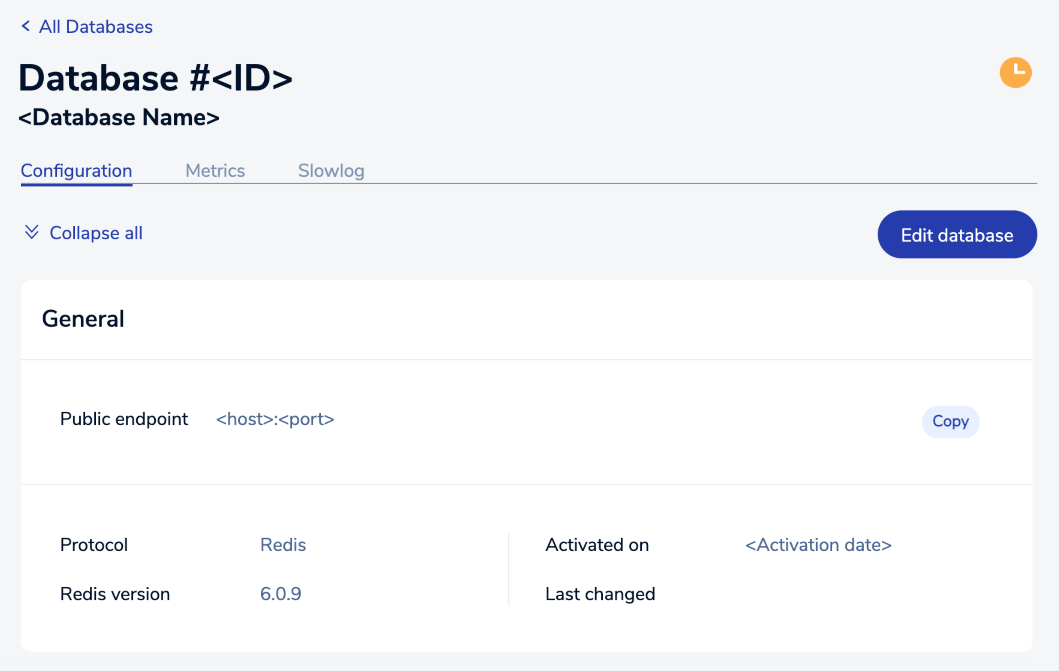 < All Databases
Database #<ID>
<Database Name>
Configuration Metrics Slowlog
Collapse all Edit database
General
Public endpoint <host>:<port> Copy
Protocol Redis Activated on <Activation date>
Redis version 6.0.9 Last changed